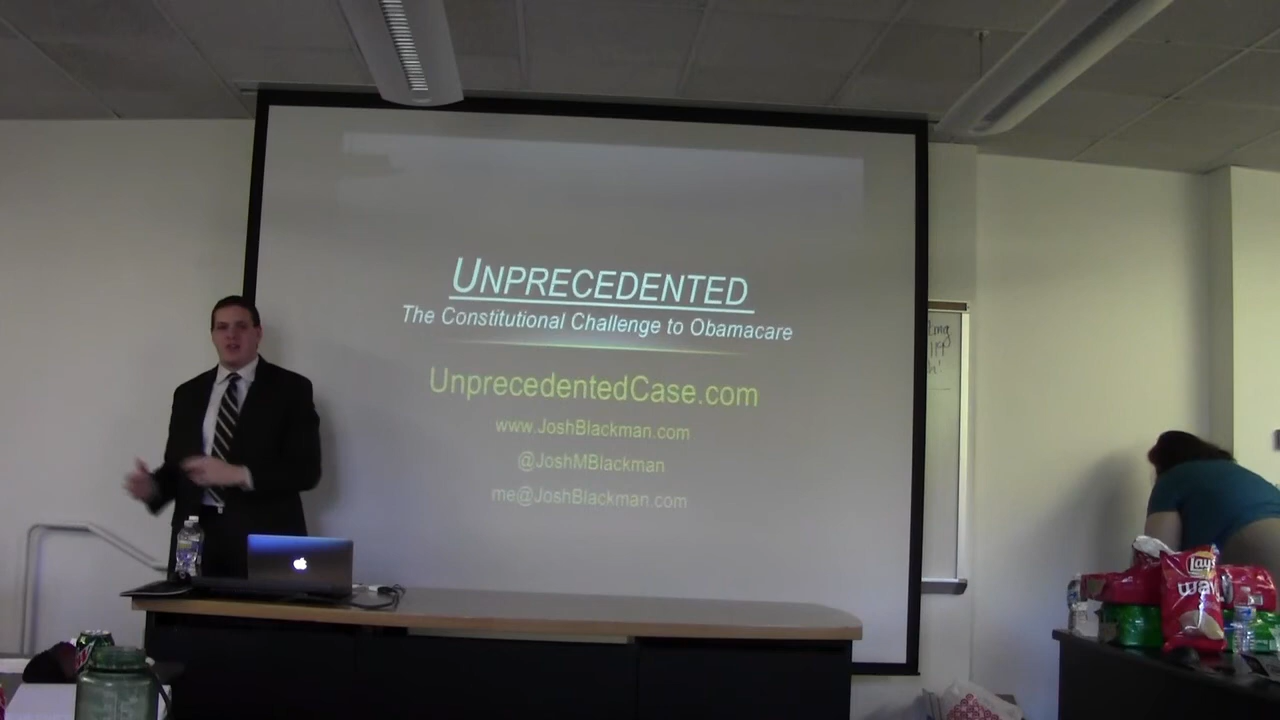 UNPRECEDENTED
The Constitutional Challenge to Obamacare
UnprecedentedCase.com
www.JoshBlackman.com
@JoshMBlackman
me@JoshBlackman.com
Lay's